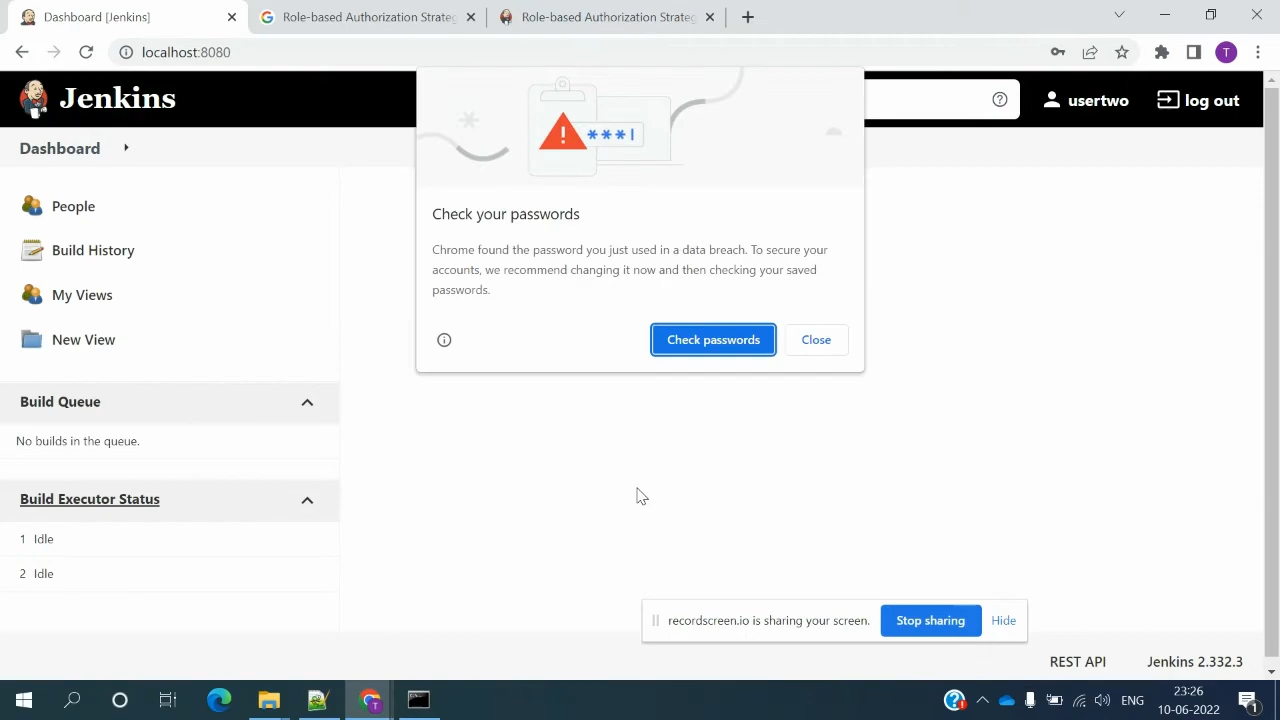 Dashboard [Jenkins]
Role-based Authorization Strateg
Role-based Authorization Strateg
localhost:8080
T
Jenkins
usertwo
log out
Dashboard
***|
People
Build History
My Views
New View
Check your passwords
Chrome found the password you just used in a data breach. To secure your
accounts, we recommend changing it now and then checking your saved
passwords.
Check passwords
Close
Build Queue
No builds in the queue.
Build Executor Status
1 Idle
2 Idle
recordscreen.io is sharing your screen.
Stop sharing
Hide
REST API
Jenkins 2.332.3
T
ENG
23:26
10-06-2022
1